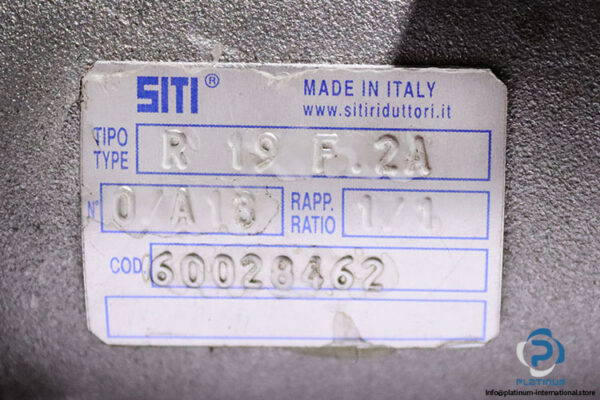 SITI® MADE IN ITALY
www.sitiriduttori.it
TIPO
TYPE R 19 F.2A
N° 0/A18 RAPP.
RATIO 1/1
COD. 60028462
PLATINUM
info@platinum-international.store